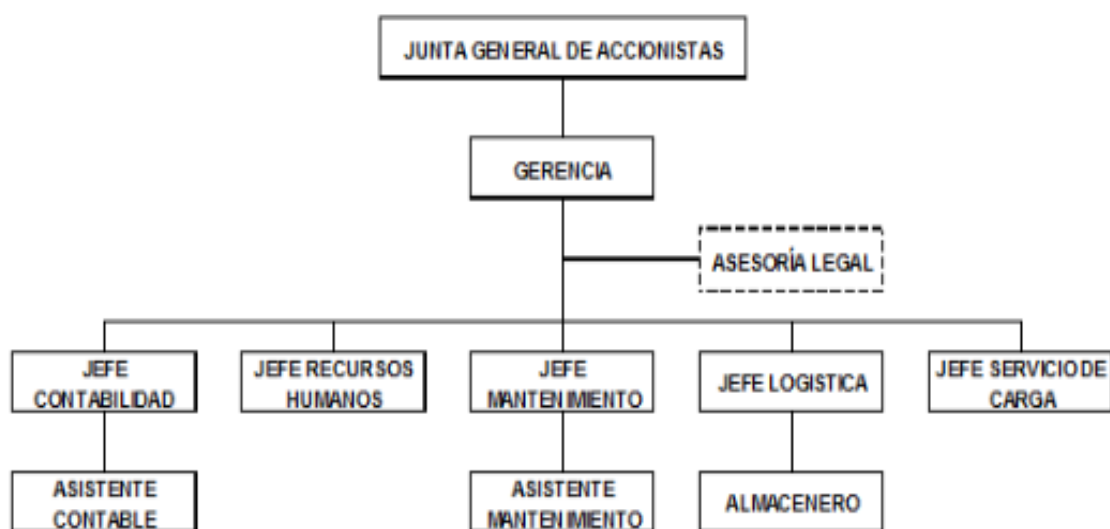 JUNTA GENERAL DE ACCIONISTAS
GERENCIA
ASESORÍA LEGAL
JEFE
CONTABILIDAD
JEFE RECURSOS
HUMANOS
JEFE
MANTENIMIENTO
JEFE LOGISTICA
JEFE SERVICIO DE
CARGA
ASISTENTE
CONTABLE
ASISTENTE
MANTENIMIENTO
ALMACENERO